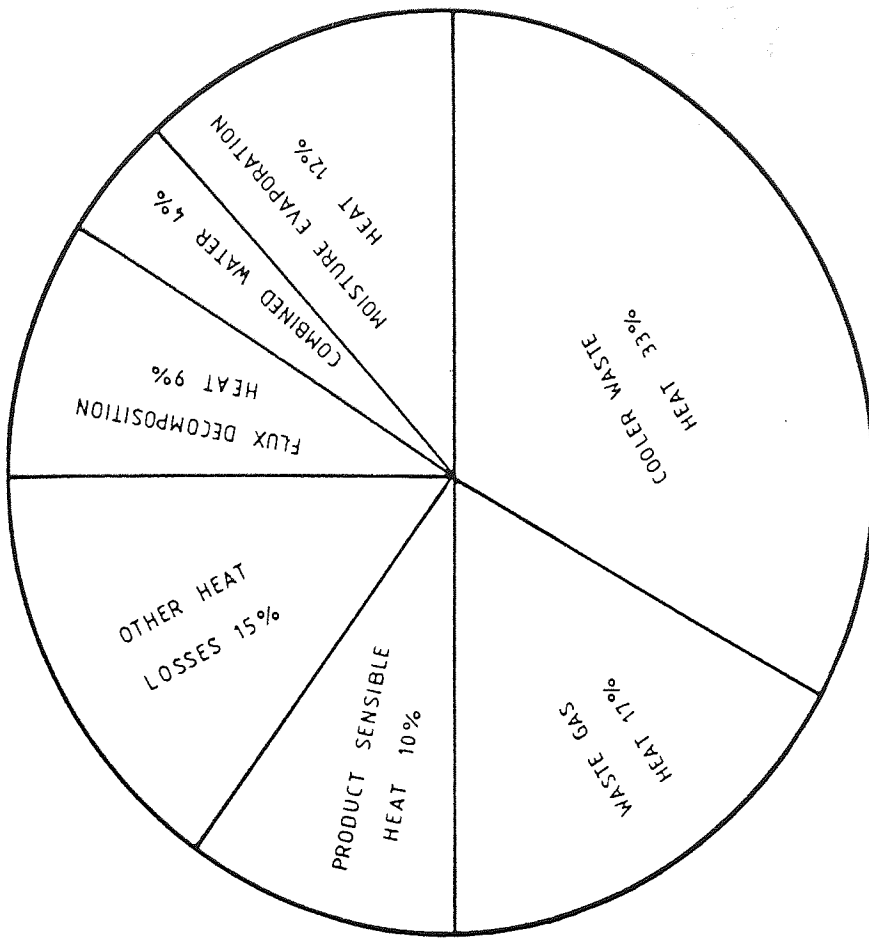 COOLER WASTE
HEAT 33%
WASTE GAS
HEAT 17%
PRODUCT SENSIBLE
HEAT 10%
OTHER HEAT
LOSSES 15%
FLUX DECOMPOSITION
HEAT 9%
COMBINED WATER 4%
MOISTURE EVAPORATION
HEAT 12%